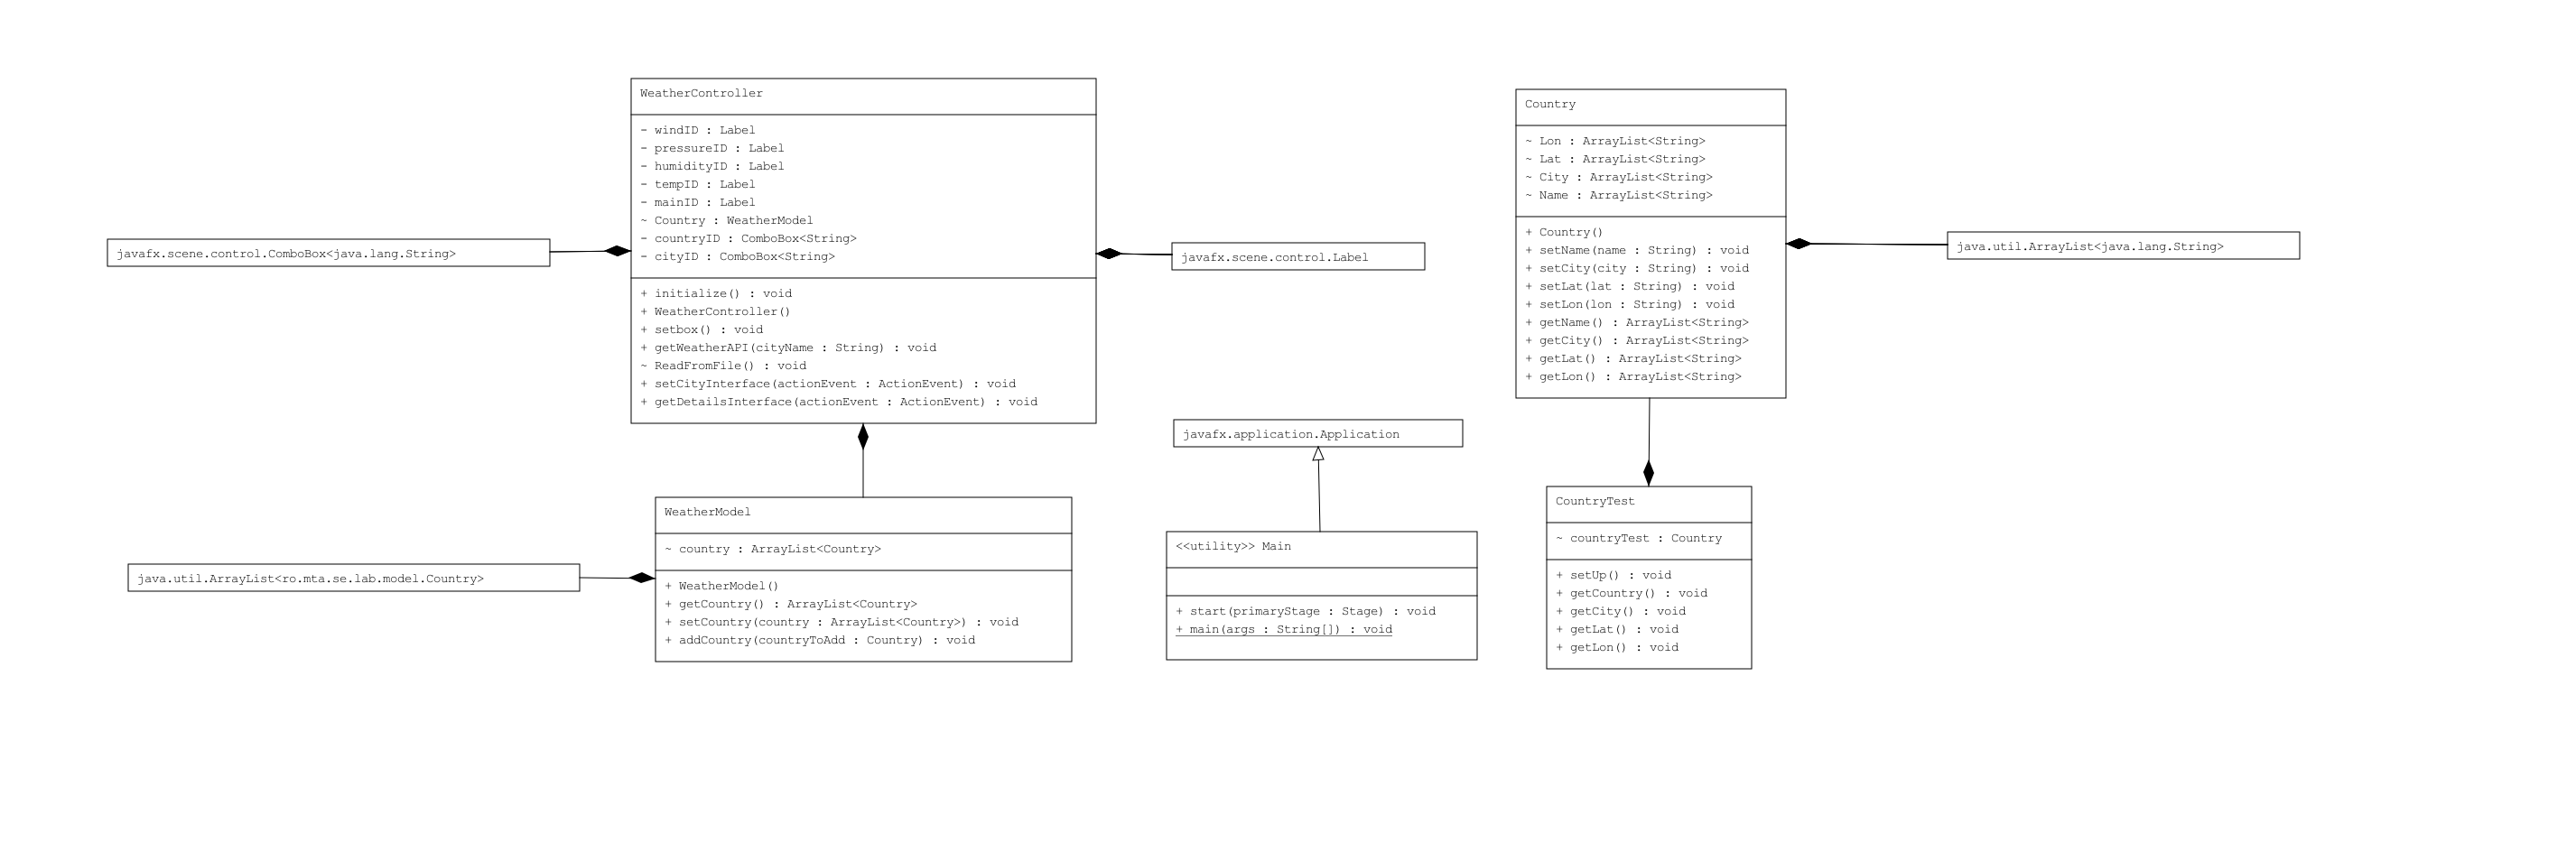 WeatherController
- windID : Label
- pressureID : Label
- humidityID : Label
- tempID : Label
- mainID : Label
~ Country : WeatherModel
- countryID : ComboBox<String>
- cityID : ComboBox<String>
+ initialize() : void
+ WeatherController()
+ setbox() : void
+ getWeatherAPI(cityName : String) : void
~ ReadFromFile() : void
+ setCityInterface(actionEvent : ActionEvent) : void
+ getDetailsInterface(actionEvent : ActionEvent) : void
javafx.scene.control.ComboBox<java.lang.String>
javafx.scene.control.Label
Country
~ Lon : ArrayList<String>
~ Lat : ArrayList<String>
~ City : ArrayList<String>
~ Name : ArrayList<String>
+ Country()
+ setName(name : String) : void
+ setCity(city : String) : void
+ setLat(lat : String) : void
+ setLon(lon : String) : void
+ getName() : ArrayList<String>
+ getCity() : ArrayList<String>
+ getLat() : ArrayList<String>
+ getLon() : ArrayList<String>
java.util.ArrayList<java.lang.String>
javafx.application.Application
WeatherModel
~ country : ArrayList<Country>
+ WeatherModel()
+ getCountry() : ArrayList<Country>
+ setCountry(country : ArrayList<Country>) : void
+ addCountry(countryToAdd : Country) : void
java.util.ArrayList<ro.mta.se.lab.model.Country>
<<utility>> Main
+ start(primaryStage : Stage) : void
+ main(args : String[]) : void
CountryTest
~ countryTest : Country
+ setUp() : void
+ getCountry() : void
+ getCity() : void
+ getLat() : void
+ getLon() : void